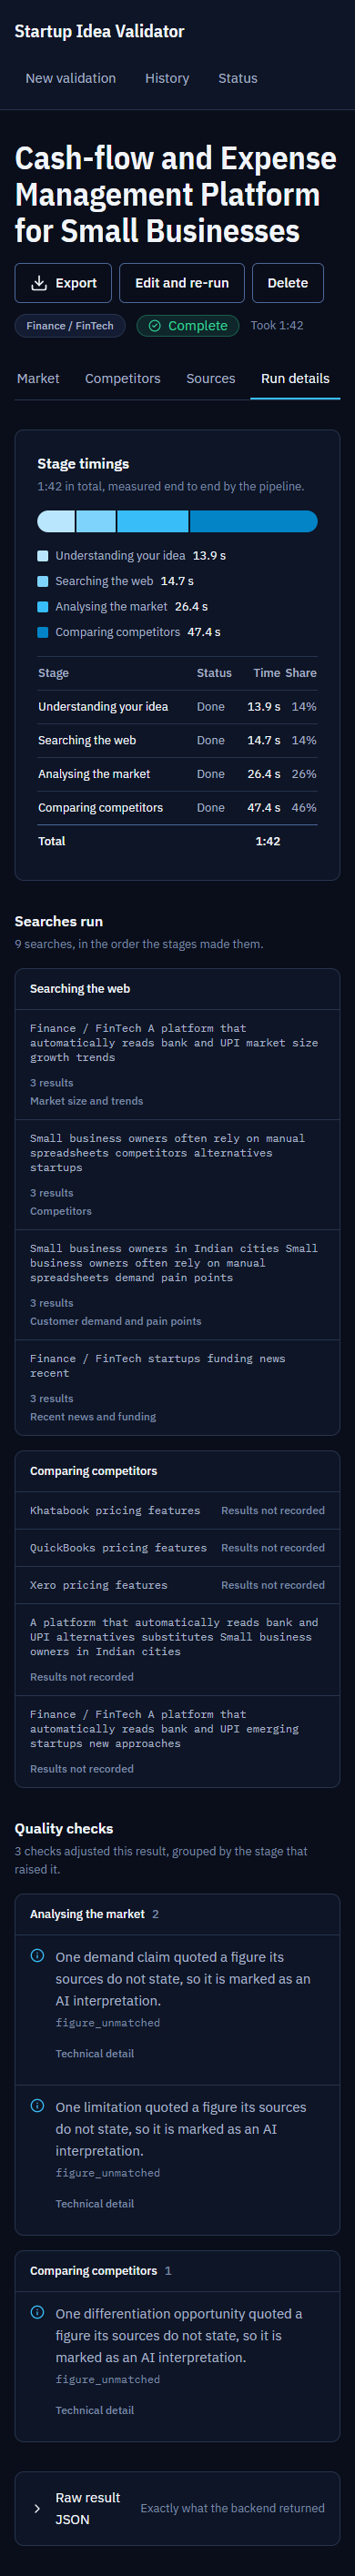 Startup Idea Validator
New validation History Status
Cash-flow and Expense
Management Platform
for Small Businesses
Export Edit and re-run Delete
Finance / FinTech Complete Took 1:42
Market Competitors Sources Run details
Stage timings
1:42 in total, measured end to end by the pipeline.
Understanding your idea 13.9 s
Searching the web 14.7 s
Analysing the market 26.4 s
Comparing competitors 47.4 s
Stage Status Time Share
Understanding your idea Done 13.9 s 14%
Searching the web Done 14.7 s 14%
Analysing the market Done 26.4 s 26%
Comparing competitors Done 47.4 s 46%
Total 1:42
Searches run
9 searches, in the order the stages made them.
Searching the web
Finance / FinTech A platform that
automatically reads bank and UPI market size
growth trends
3 results
Market size and trends
Small business owners often rely on manual
spreadsheets competitors alternatives
startups
3 results
Competitors
Small business owners in Indian cities Small
business owners often rely on manual
spreadsheets demand pain points
3 results
Customer demand and pain points
Finance / FinTech startups funding news
recent
3 results
Recent news and funding
Comparing competitors
Khatabook pricing features Results not recorded
QuickBooks pricing features Results not recorded
Xero pricing features Results not recorded
A platform that automatically reads bank and
UPI alternatives substitutes Small business
owners in Indian cities
Results not recorded
Finance / FinTech A platform that
automatically reads bank and UPI emerging
startups new approaches
Results not recorded
Quality checks
3 checks adjusted this result, grouped by the stage that
raised it.
Analysing the market 2
One demand claim quoted a figure its
sources do not state, so it is marked as an
AI interpretation.
figure_unmatched
Technical detail
One limitation quoted a figure its sources
do not state, so it is marked as an AI
interpretation.
figure_unmatched
Technical detail
Comparing competitors 1
One differentiation opportunity quoted a
figure its sources do not state, so it is
marked as an AI interpretation.
figure_unmatched
Technical detail
Raw result
JSON
Exactly what the backend returned